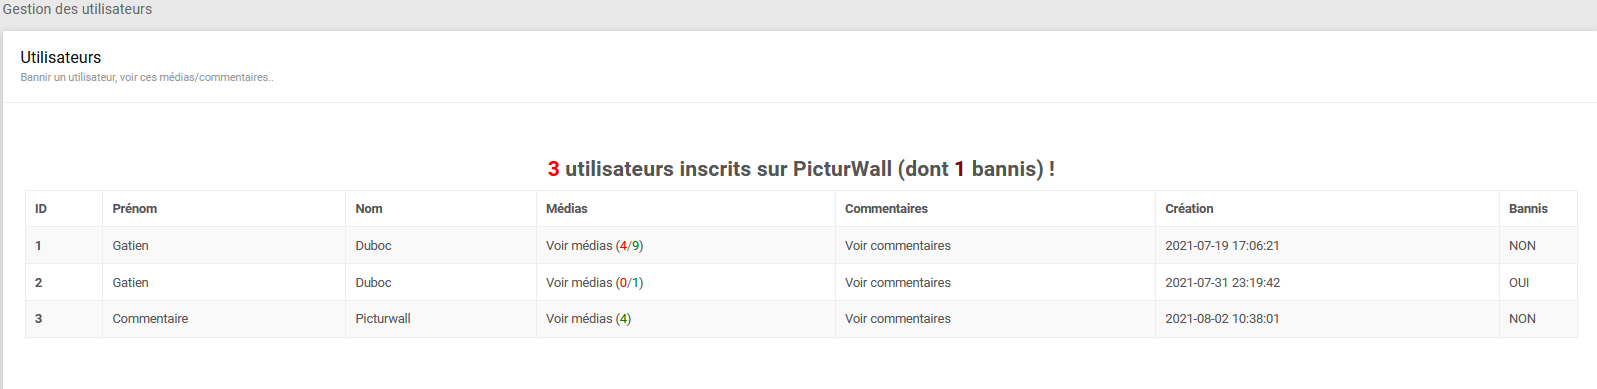 Gestion des utilisateurs
Utilisateurs
Bannir un utilisateur, voir ces médias/commentaires..
3 utilisateurs inscrits sur PicturWall (dont 1 bannis) !
ID Prénom Nom Médias Commentaires Création Bannis
1 Gatien Duboc Voir médias (4/9) Voir commentaires 2021-07-19 17:06:21 NON
2 Gatien Duboc Voir médias (0/1) Voir commentaires 2021-07-31 23:19:42 OUI
3 Commentaire Picturwall Voir médias (4) Voir commentaires 2021-08-02 10:38:01 NON